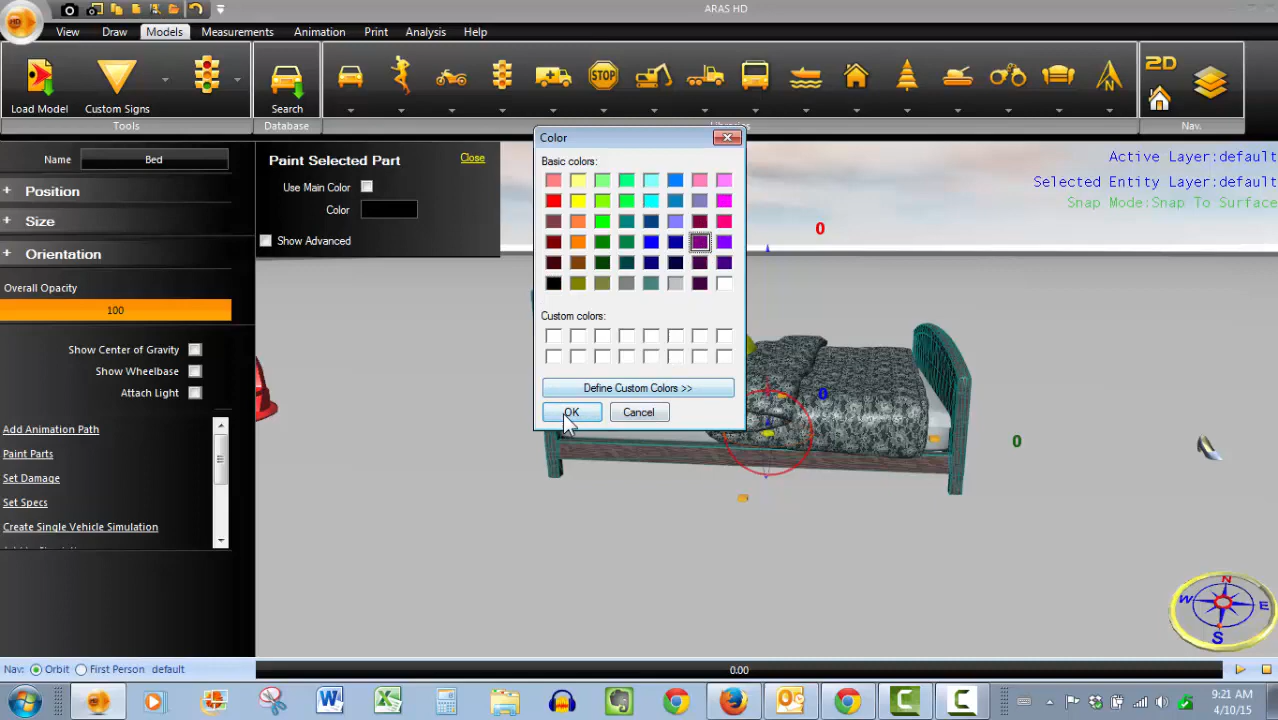 ARAS HD
View Draw Models Measurements Animation Print Analysis Help
2D
STOP
Load Model Custom Signs Search
Tools Database Libraries Nav.
Name Bed
Position
Size
Orientation
Overall Opacity
100
Show Center of Gravity
Show Wheelbase
Attach Light
Add Animation Path
Paint Parts
Set Damage
Set Specs
Create Single Vehicle Simulation
Paint Selected Part Close
Use Main Color
Color
Show Advanced
Color
Basic colors:
Custom colors:
Define Custom Colors >>
OK Cancel
Active Layer:default
Selected Entity Layer:default
Snap Mode:Snap To Surface
0
0
0
N
W E
S
Nav: Orbit First Person default 0.00
9:21 AM
4/10/15